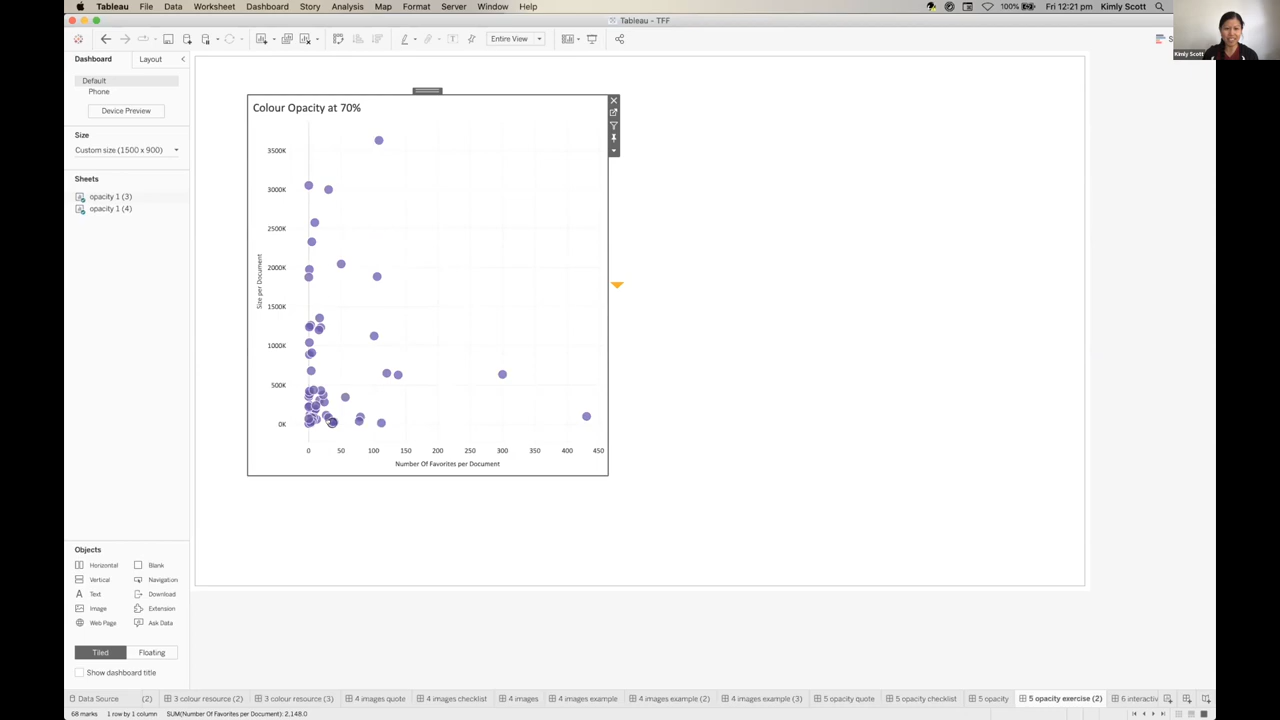 Tableau File Data Worksheet Dashboard Story Analysis Map Format Server Window Help
100% Fri 12:21 pm Kimly Scott
Tableau - TFF
Entire View
Dashboard Layout
Default
Phone
Device Preview
Size
Custom size (1500 x 900)
Sheets
opacity 1 (3)
opacity 1 (4)
Colour Opacity at 70%
3500K
3000K
2500K
2000K
1500K
1000K
500K
0K
Size per Document
0 50 100 150 200 250 300 350 400 450
Number Of Favorites per Document
Objects
Horizontal Blank
Vertical Navigation
Text Download
Image Extension
Web Page Ask Data
Tiled Floating
Show dashboard title
Data Source (2) 3 colour resource (2) 3 colour resource (3) 4 images quote 4 images checklist 4 images 4 images example 4 images example (2) 4 images example (3) 5 opacity quote 5 opacity checklist 5 opacity 5 opacity exercise (2) 6 interactiv
68 marks 1 row by 1 column SUM(Number Of Favorites per Document): 2,148.0
Kimly Scott
S